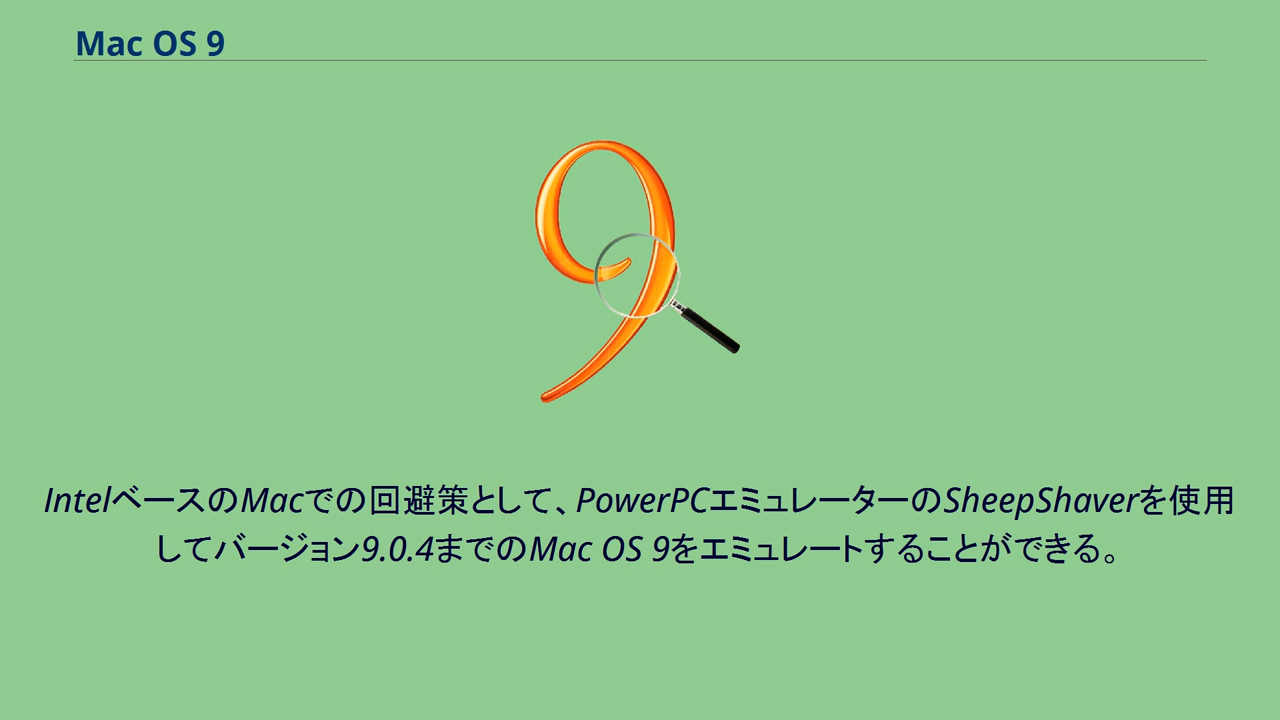 Mac OS 9
IntelベースのMacでの回避策として、PowerPCエミュレーターのSheepShaverを使用
してバージョン9.0.4までのMac OS 9をエミュレートすることができる。